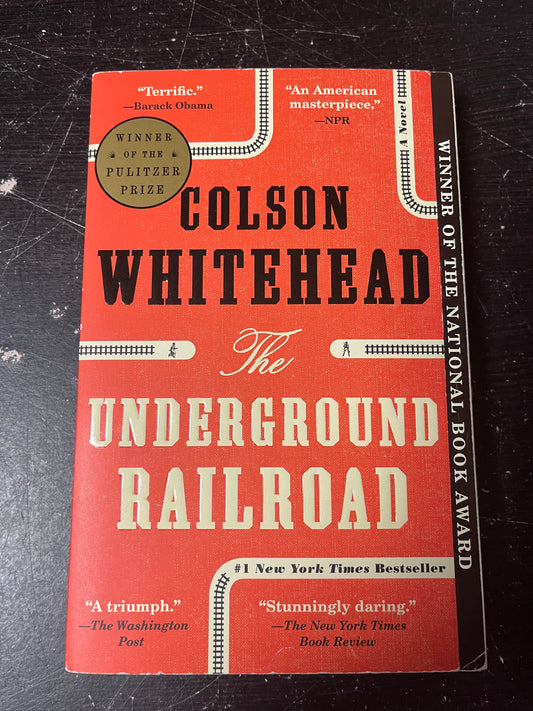 "Terrific."
—Barack Obama
"An American
masterpiece."
—NPR
A Novel
WINNER
OF THE
PULITZER
PRIZE
COLSON
WHITEHEAD
The
UNDERGROUND
RAILROAD
#1 New York Times Bestseller
"A triumph."
—The Washington
Post
"Stunningly daring."
—The New York Times
Book Review
WINNER OF THE NATIONAL BOOK AWARD